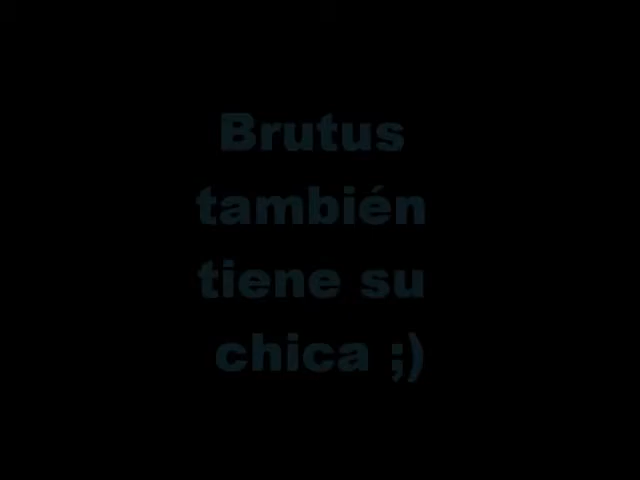 Brutus
también
tiene su
chica ;)